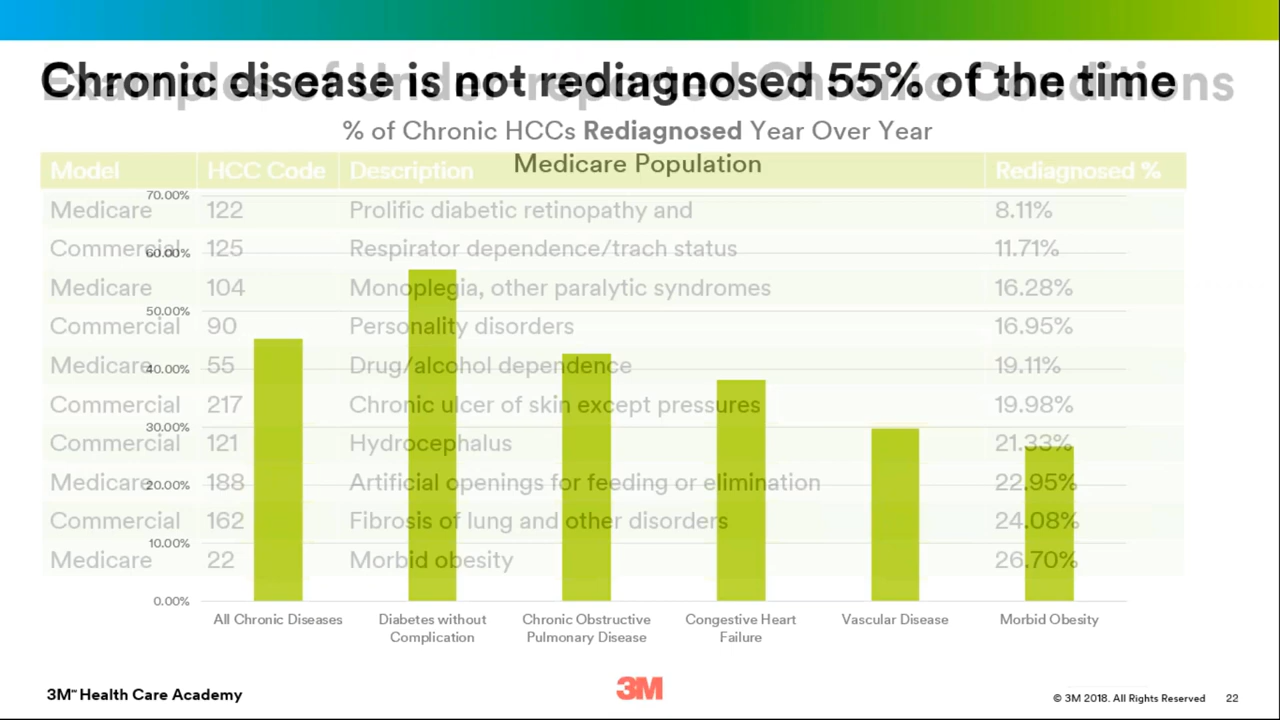 Chronic disease is not rediagnosed 55% of the time
Examples of Under-reported Chronic Conditions
% of Chronic HCCs Rediagnosed Year Over Year
Medicare Population
Model HCC Code Description Rediagnosed %
Medicare 122 Prolific diabetic retinopathy and 8.11%
Commercial 125 Respirator dependence/trach status 11.71%
Medicare 104 Monoplegia, other paralytic syndromes 16.28%
Commercial 90 Personality disorders 16.95%
Medicare 55 Drug/alcohol dependence 19.11%
Commercial 217 Chronic ulcer of skin except pressures 19.98%
Commercial 121 Hydrocephalus 21.33%
Medicare 188 Artificial openings for feeding or elimination 22.95%
Commercial 162 Fibrosis of lung and other disorders 24.08%
Medicare 22 Morbid obesity 26.70%
70.00%
60.00%
50.00%
40.00%
30.00%
20.00%
10.00%
0.00%
All Chronic Diseases
Diabetes without
Complication
Chronic Obstructive
Pulmonary Disease
Congestive Heart
Failure
Vascular Disease
Morbid Obesity
3M™ Health Care Academy
3M
© 3M 2018. All Rights Reserved 22